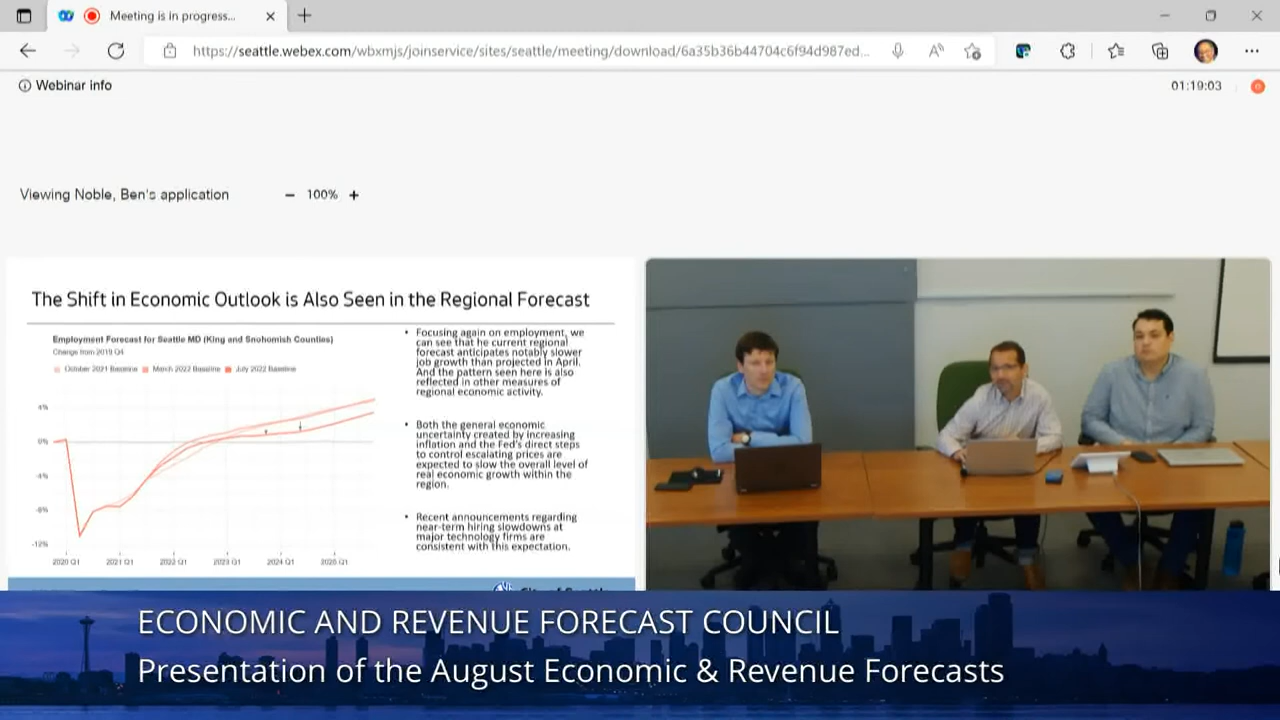 Meeting is in progress...
https://seattle.webex.com/wbxmjs/joinservice/sites/seattle/meeting/download/6a35b36b44704c6f94d987ed...
Webinar info
01:19:03
Viewing Noble, Ben's application
100%
The Shift in Economic Outlook is Also Seen in the Regional Forecast
Employment Forecast for Seattle MD (King and Snohomish Counties)
Change from 2019 Q4
October 2021 Baseline
March 2022 Baseline
July 2022 Baseline
4%
0%
-4%
-8%
-12%
2020 Q1
2021 Q1
2022 Q1
2023 Q1
2024 Q1
2025 Q1
• Focusing again on employment, we
can see that he current regional
forecast anticipates notably slower
job growth than projected in April.
And the pattern seen here is also
reflected in other measures of
regional economic activity.
• Both the general economic
uncertainty created by increasing
inflation and the Fed's direct steps
to control escalating prices are
expected to slow the overall level of
real economic growth within the
region.
• Recent announcements regarding
near-term hiring slowdowns at
major technology firms are
consistent with this expectation.
ECONOMIC AND REVENUE FORECAST COUNCIL
Presentation of the August Economic & Revenue Forecasts